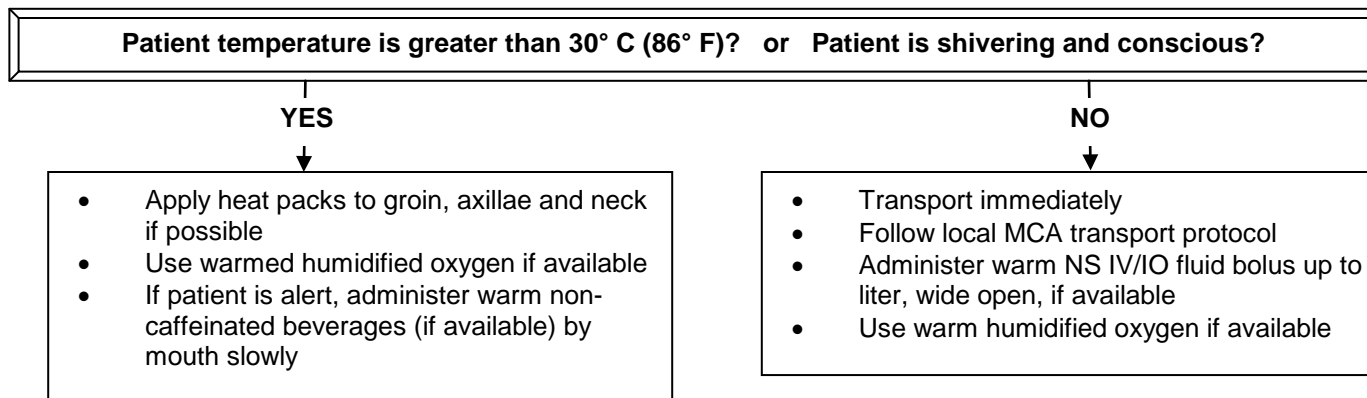 Patient temperature is greater than 30° C (86° F)?   or   Patient is shivering and conscious?
YES
NO
• Apply heat packs to groin, axillae and neck
if possible
• Use warmed humidified oxygen if available
• If patient is alert, administer warm non-
caffeinated beverages (if available) by
mouth slowly
• Transport immediately
• Follow local MCA transport protocol
• Administer warm NS IV/IO fluid bolus up to
liter, wide open, if available
• Use warm humidified oxygen if available